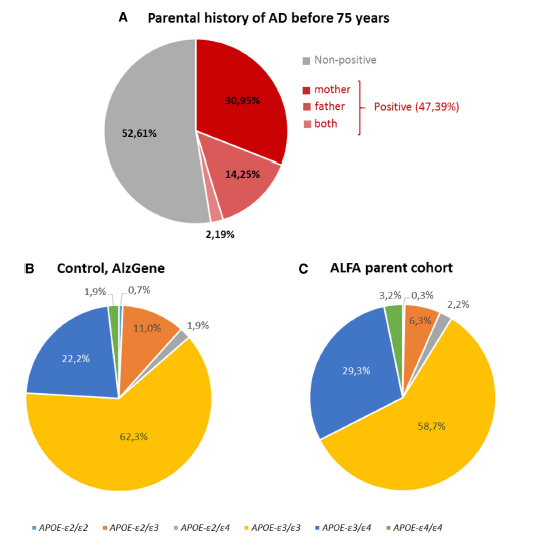 A Parental history of AD before 75 years
Non-positive
mother
father
both
Positive (47,39%)
30,95%
52,61%
14,25%
2,19%
B Control, AlzGene
1,9%
0,7%
11,0%
1,9%
22,2%
62,3%
C ALFA parent cohort
3,2%
0,3%
2,2%
6,3%
29,3%
58,7%
APOE-ε2/ε2 APOE-ε2/ε3 APOE-ε2/ε4 APOE-ε3/ε3 APOE-ε3/ε4 APOE-ε4/ε4